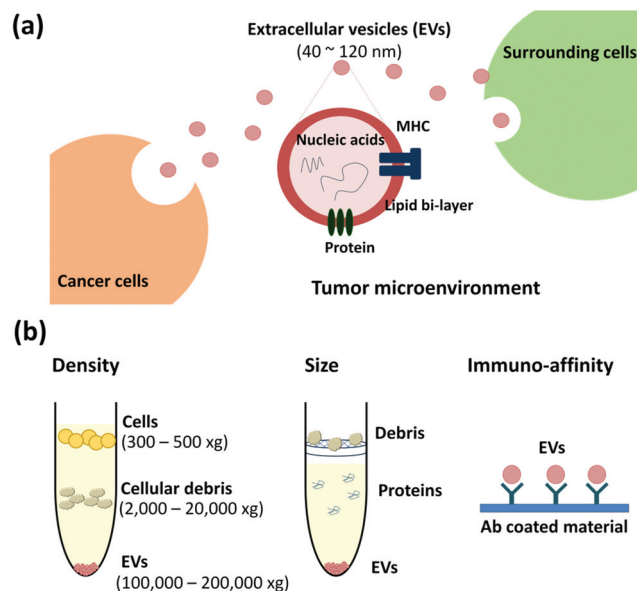 (a)
Extracellular vesicles (EVs)
(40 ~ 120 nm)
Surrounding cells
Nucleic acids
MHC
Lipid bi-layer
Protein
Cancer cells
Tumor microenvironment
(b)
Density
Cells
(300 – 500 xg)
Cellular debris
(2,000 – 20,000 xg)
EVs
(100,000 – 200,000 xg)
Size
Debris
Proteins
EVs
Immuno-affinity
EVs
Ab coated material